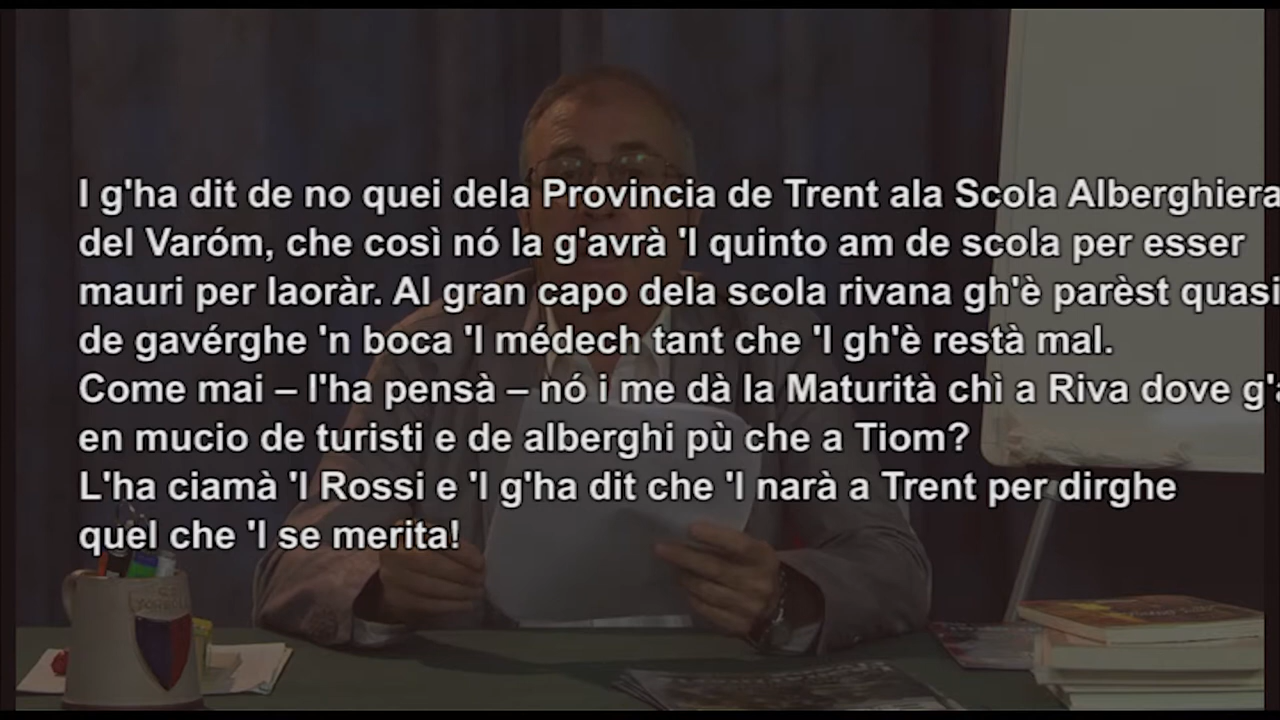 I g'ha dit de no quei dela Provincia de Trent ala Scola Alberghiera
del Varóm, che così nó la g'avrà 'l quinto am de scola per esser
mauri per laoràr. Al gran capo dela scola rivana gh'è parèst quasi
de gavérghe 'n boca 'l médech tant che 'l gh'è restà mal.
Come mai – l'ha pensà – nó i me dà la Maturità chì a Riva dove
en mucio de turisti e de alberghi pù che a Tiom?
L'ha ciamà 'l Rossi e 'l g'ha dit che 'l narà a Trent per dirghe
quel che 'l se merita!